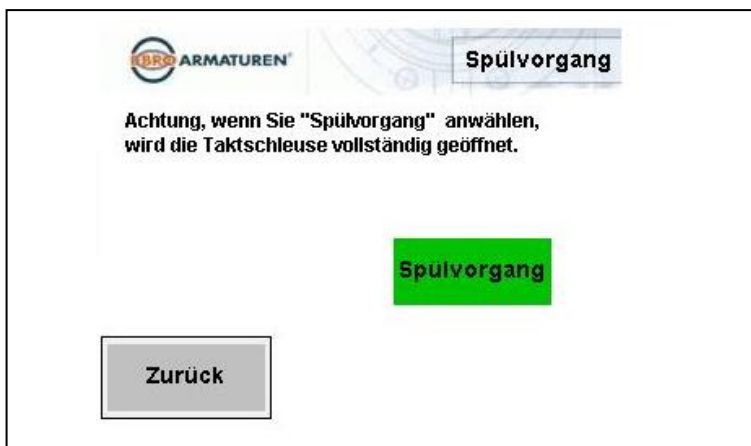 EBRO ARMATUREN®
Spülvorgang
Achtung, wenn Sie "Spülvorgang" anwählen,
wird die Taktschleuse vollständig geöffnet.
Spülvorgang
Zurück